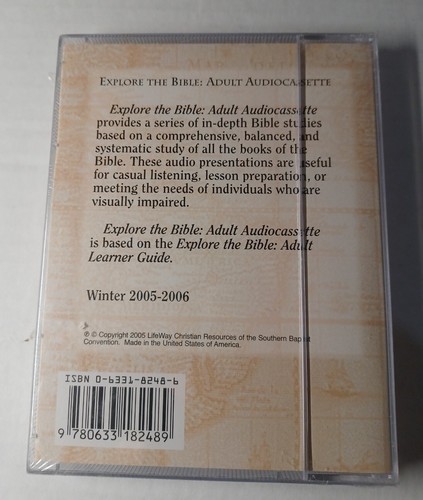 EXPLORE THE BIBLE: ADULT AUDIOCASSETTE
Explore the Bible: Adult Audiocassette
provides a series of in-depth Bible studies
based on a comprehensive, balanced, and
systematic study of all the books of the
Bible. These audio presentations are useful
for casual listening, lesson preparation, or
meeting the needs of individuals who are
visually impaired.
Explore the Bible: Adult Audiocassette
is based on the Explore the Bible: Adult
Learner Guide.
Winter 2005-2006
℗ © Copyright 2005 LifeWay Christian Resources of the Southern Baptist
Convention. Made in the United States of America.
ISBN 0-6331-8248-6
9 780633 182489